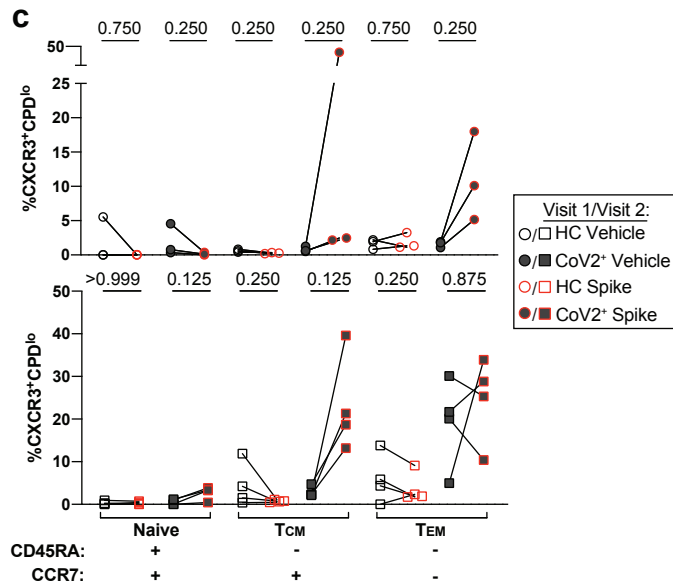 c
0.750 0.250 0.250 0.250 0.750 0.250
50
25
20
15
10
5
0
%CXCR3⁺CPDˡᵒ
>0.999 0.125 0.250 0.125 0.250 0.875
50
40
30
20
10
0
%CXCR3⁺CPDˡᵒ
Naive TCM TEM
CD45RA: + - -
CCR7: + + -
Visit 1/Visit 2:
/ HC Vehicle
/ CoV2⁺ Vehicle
/ HC Spike
/ CoV2⁺ Spike